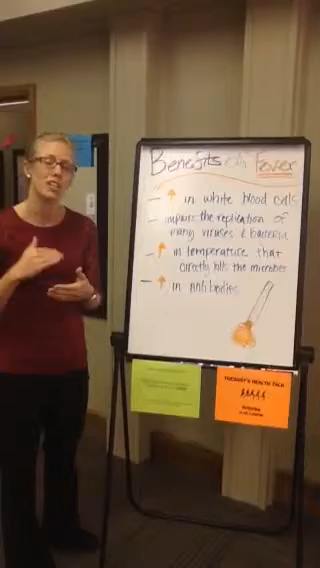 Benefits of Fever
– ↑ in white blood cells
– impairs the replication of
many viruses & bacteria
– ↑ in temperature that
directly kills the microbes
– ↑ in antibodies
TUESDAY'S HEALTH TALK